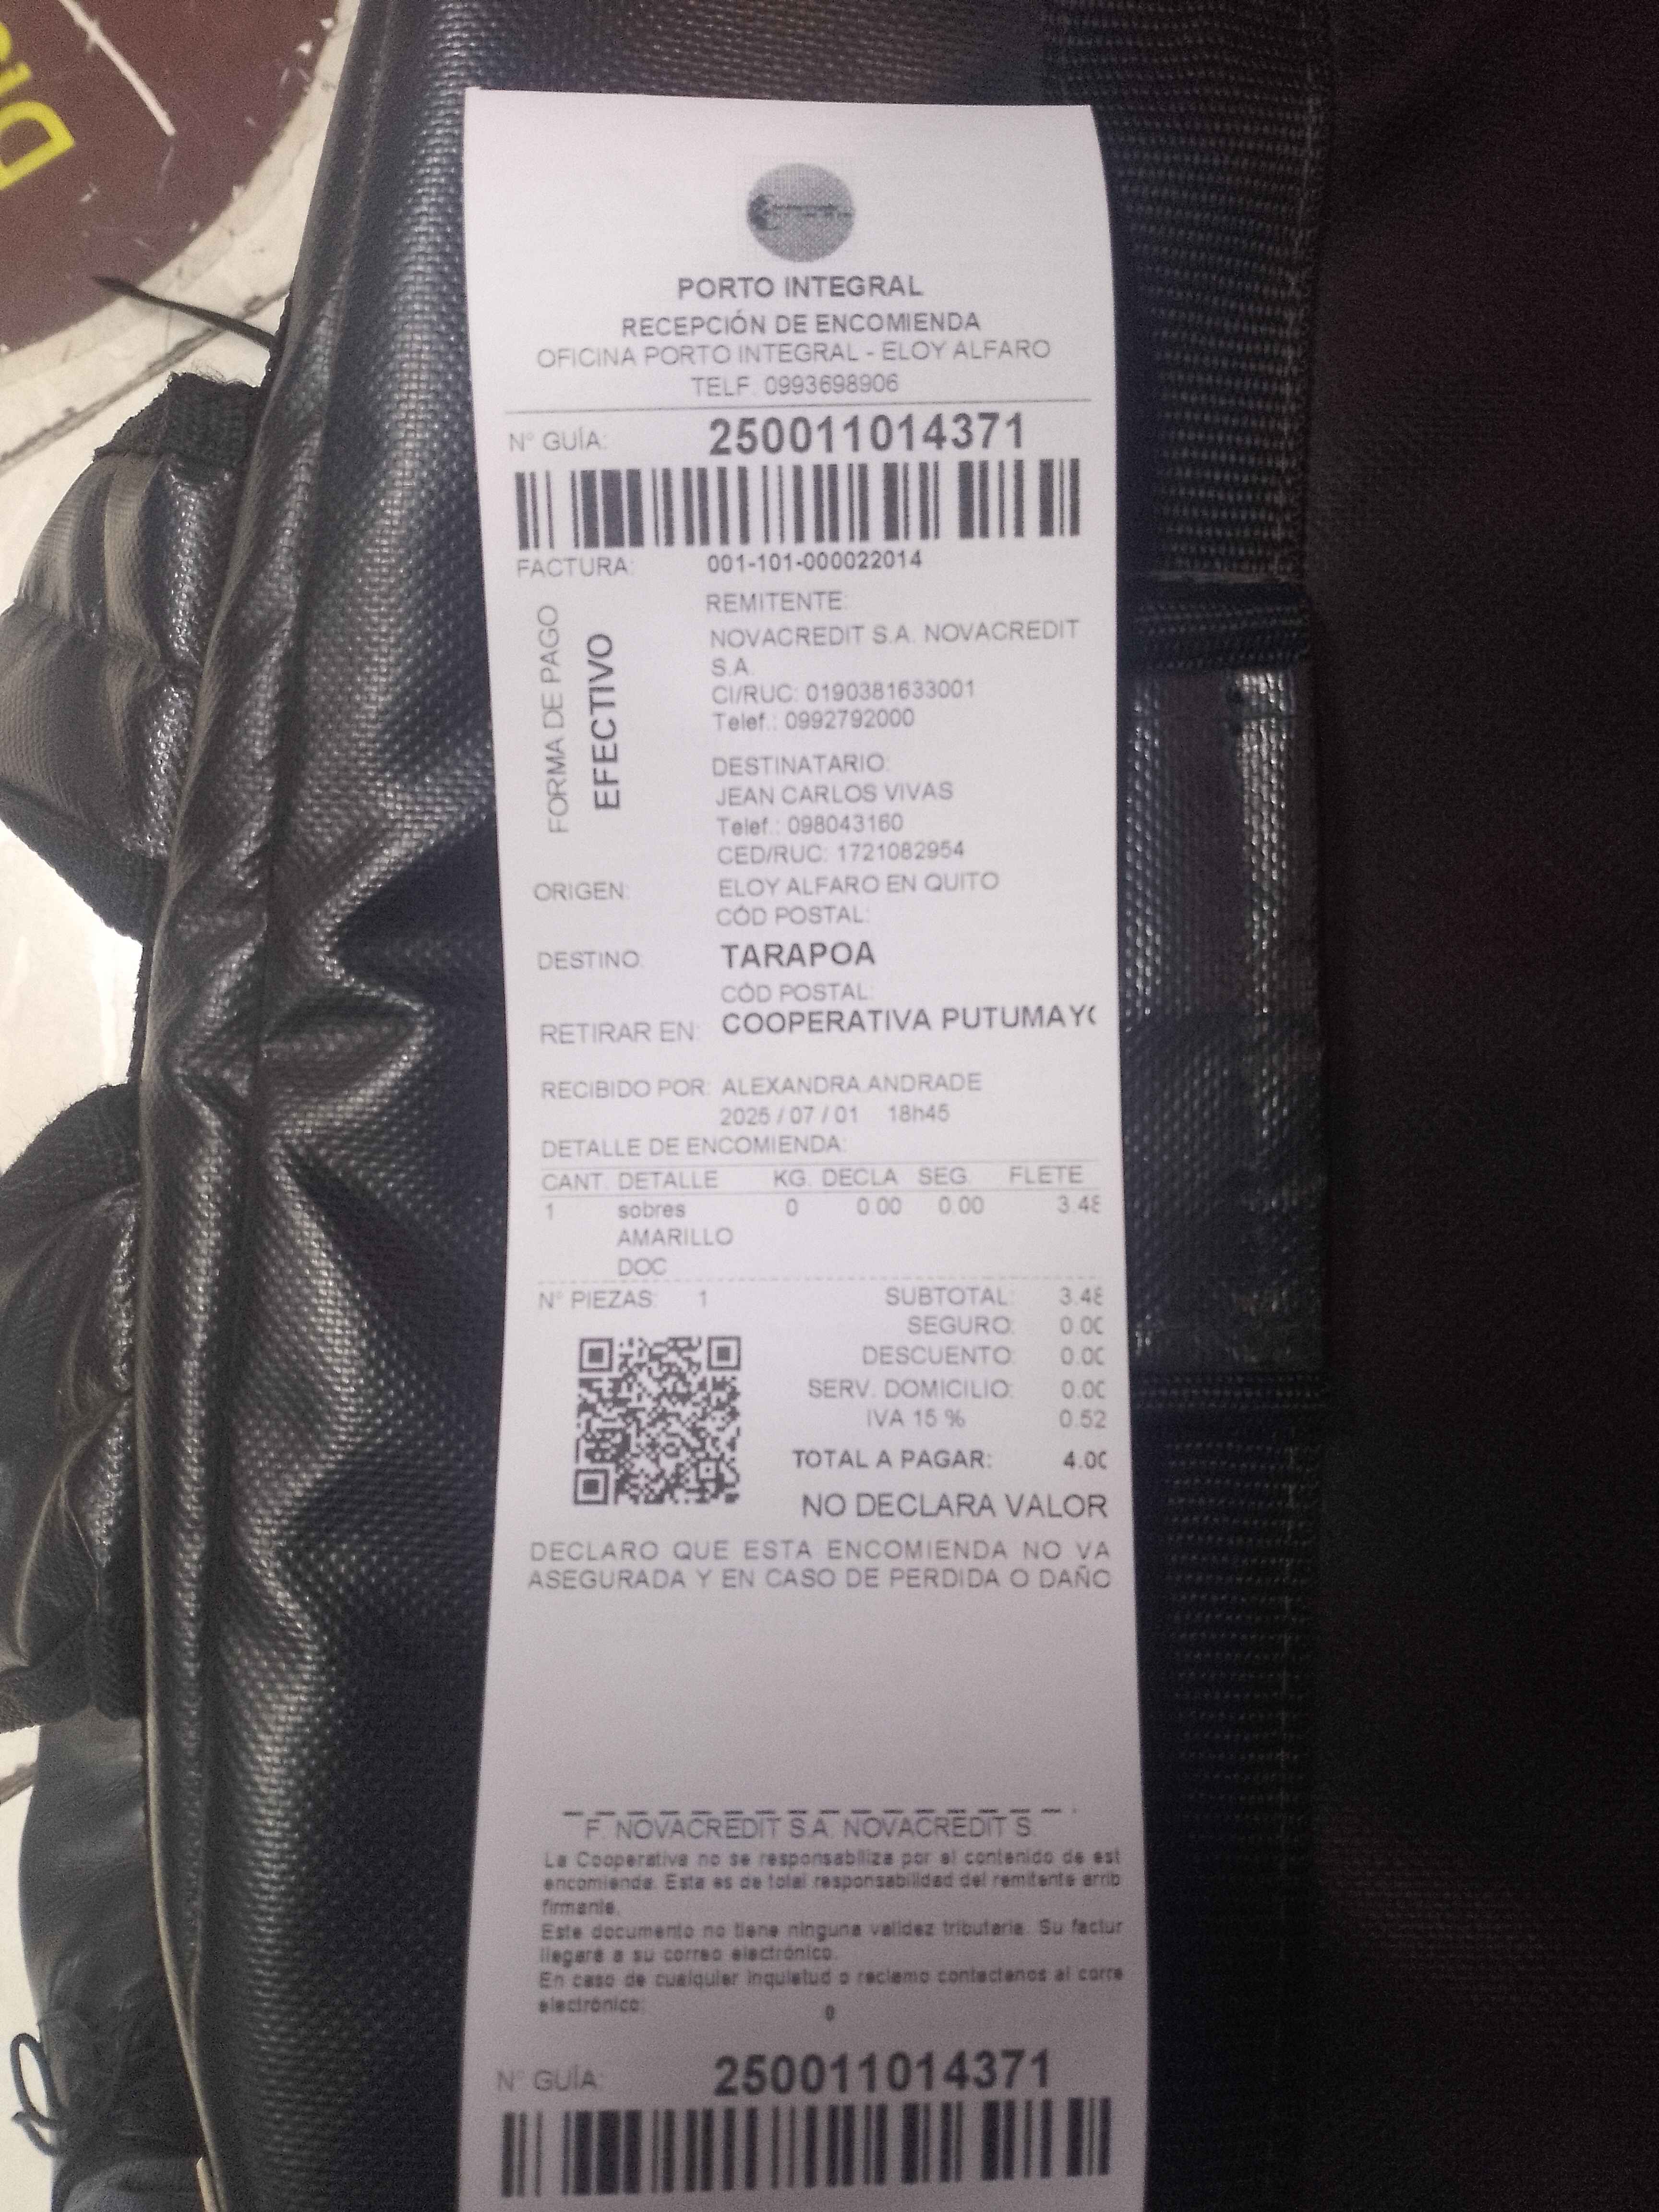 PORTO INTEGRAL
RECEPCIÓN DE ENCOMIENDA
OFICINA PORTO INTEGRAL - ELOY ALFARO
TELF. 0993698906
N° GUÍA: 250011014371
FACTURA: 001-101-000022014
FORMA DE PAGO
EFECTIVO
REMITENTE:
NOVACREDIT S.A. NOVACREDIT
S.A.
CI/RUC: 0190381633001
Telef.: 0992792000
DESTINATARIO:
JEAN CARLOS VIVAS
Telef.: 098043160
CED/RUC: 1721082954
ORIGEN: ELOY ALFARO EN QUITO
CÓD POSTAL:
DESTINO: TARAPOA
CÓD POSTAL:
RETIRAR EN: COOPERATIVA PUTUMAYO
RECIBIDO POR: ALEXANDRA.ANDRADE
2025 / 07 / 01 18h45
DETALLE DE ENCOMIENDA:
CANT. DETALLE KG. DECLA SEG. FLETE
1 sobres 0 0.00 0.00 3.48
AMARILLO
DOC
N° PIEZAS: 1
SUBTOTAL: 3.48
SEGURO: 0.00
DESCUENTO: 0.00
SERV. DOMICILIO: 0.00
IVA 15 % 0.52
TOTAL A PAGAR: 4.00
NO DECLARA VALOR
DECLARO QUE ESTA ENCOMIENDA NO VA
ASEGURADA Y EN CASO DE PERDIDA O DAÑO
F. NOVACREDIT S.A. NOVACREDIT S.
La Cooperativa no se responsabiliza por el contenido de est
encomienda. Esta es de total responsabilidad del remitente arrib
firmante.
Este documento no tiene ninguna validez tributaria. Su factur
llegará a su correo electrónico.
En caso de cualquier inquietud o reclamo contactenos al corre
electrónico: 0
N° GUÍA: 250011014371